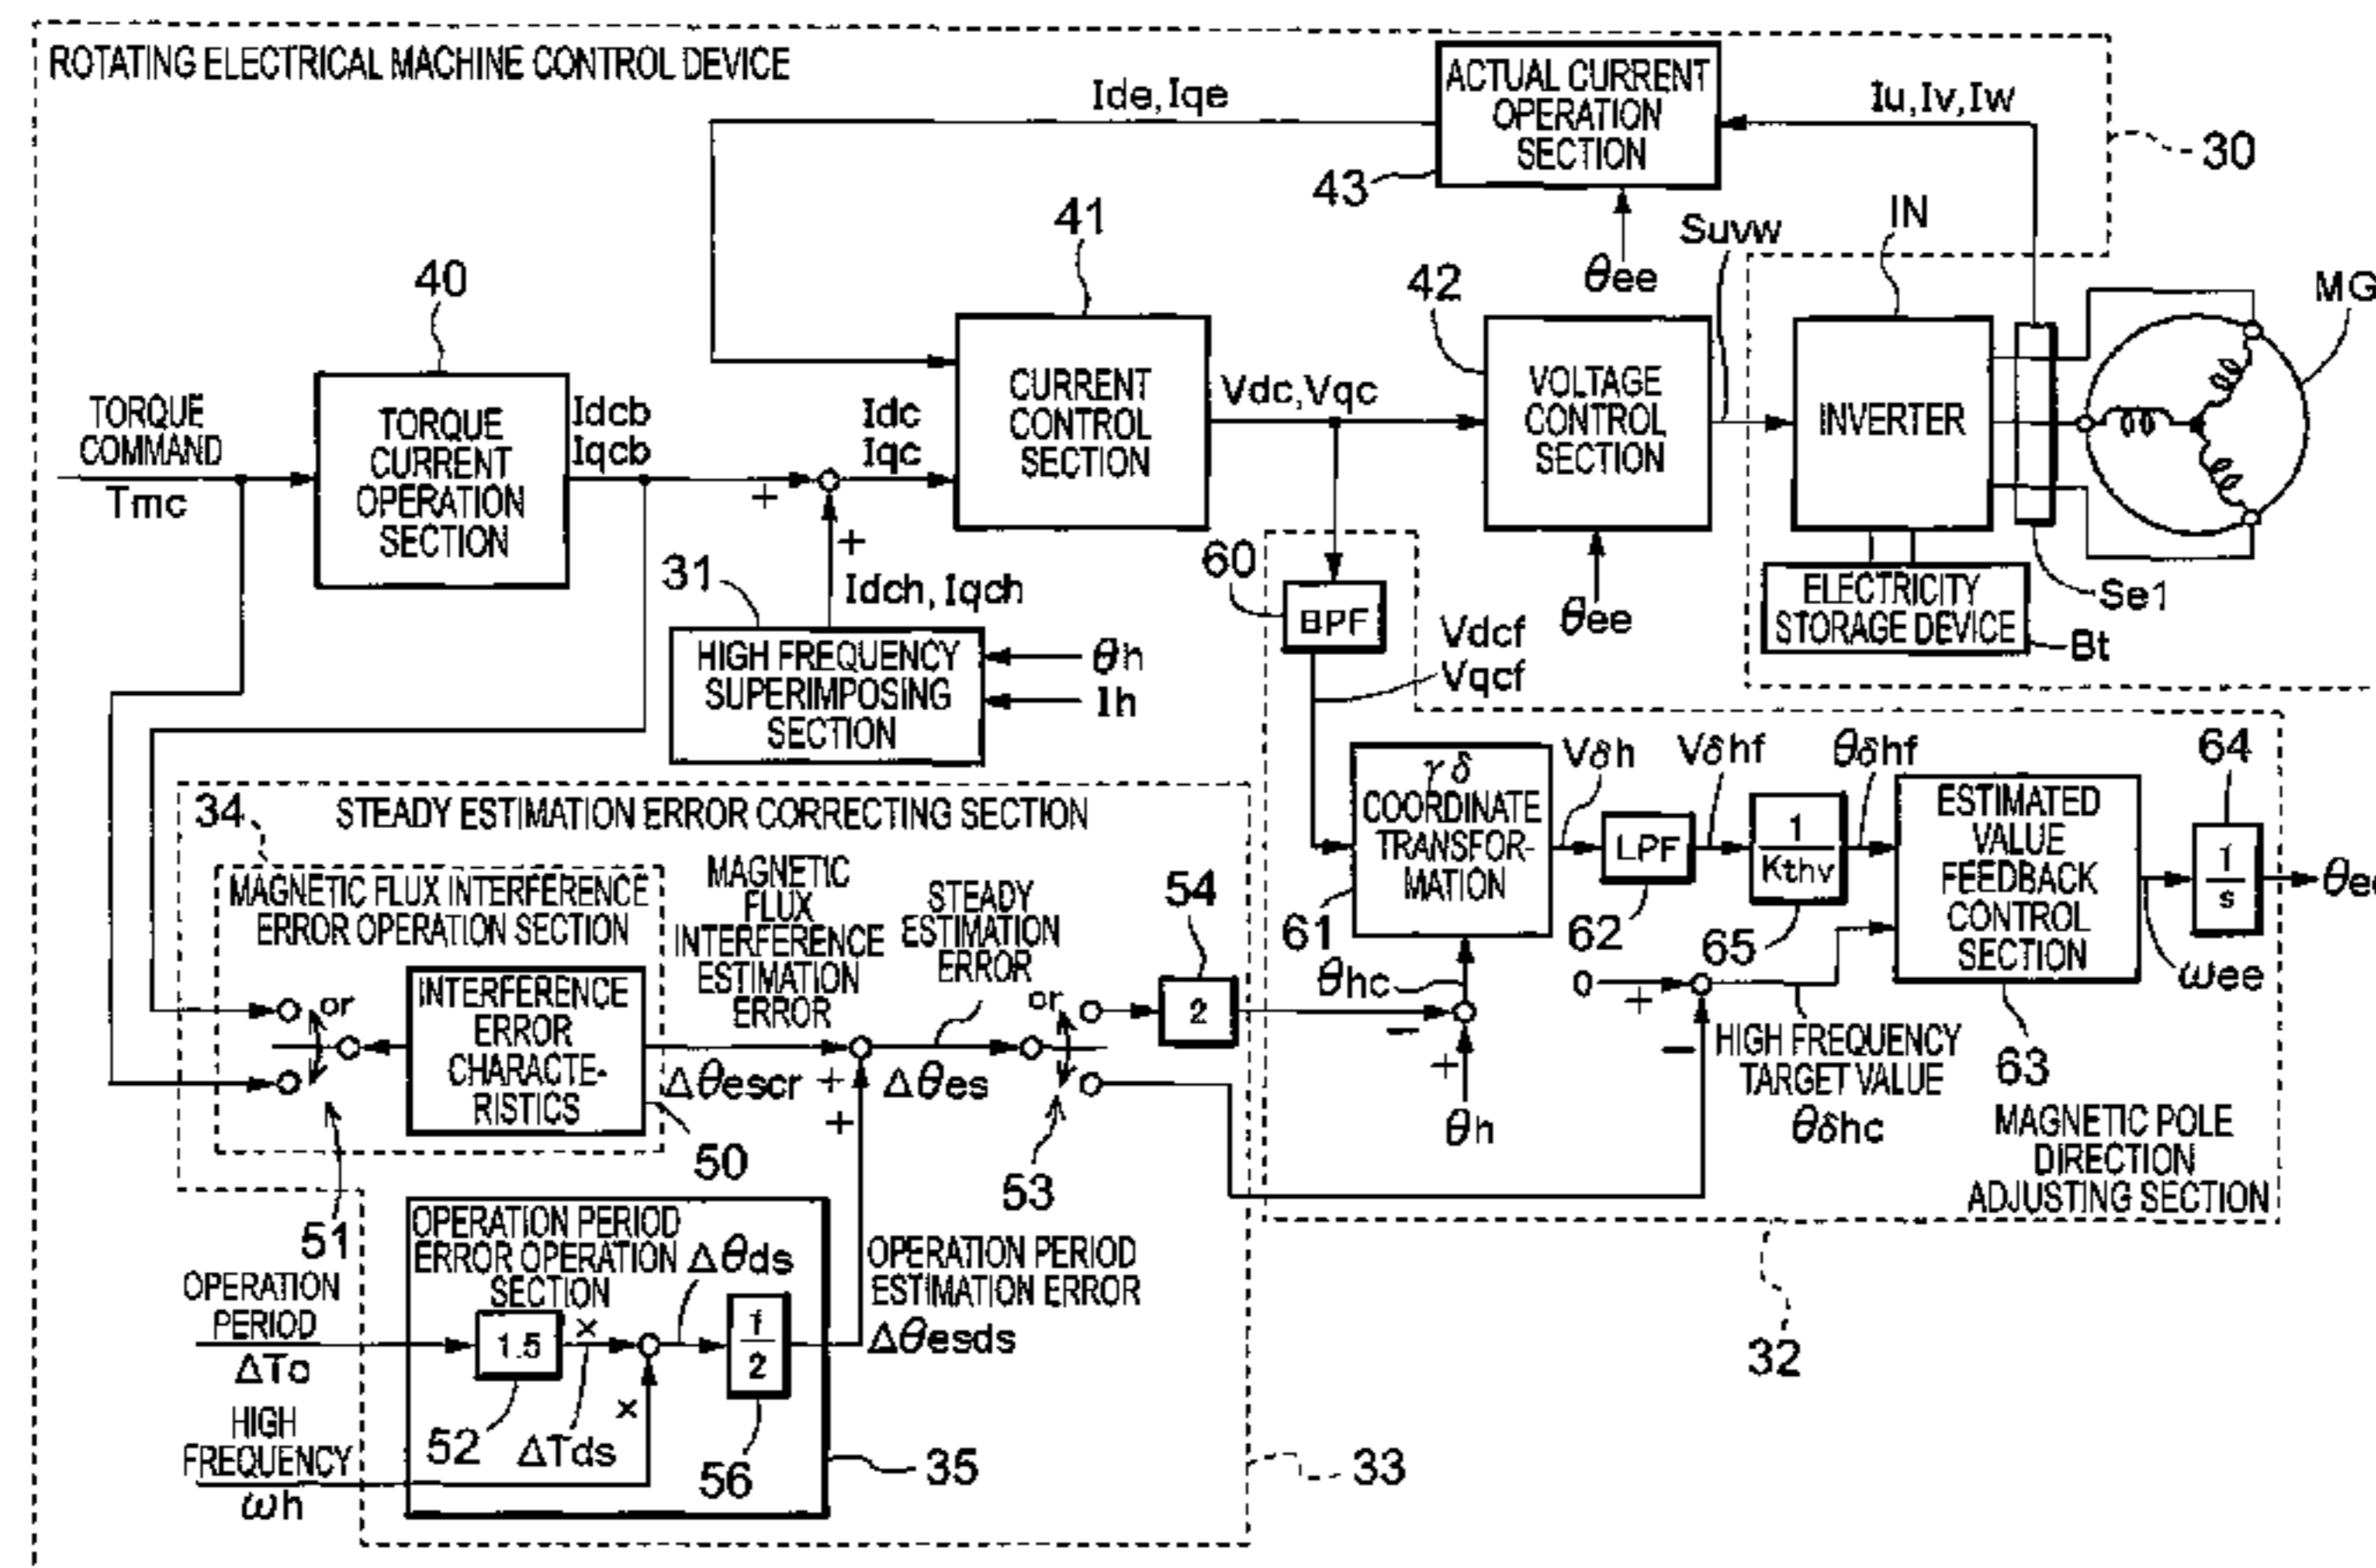 ROTATING ELECTRICAL MACHINE CONTROL DEVICE
Ide, Iqe
ACTUAL CURRENT
OPERATION
SECTION
43
Iu, Iv, Iw
30
θee
41
40
42
Suvw
IN
MG
TORQUE
COMMAND
Tmc
TORQUE
CURRENT
OPERATION
SECTION
Idcb
Iqcb
+
Idc
Iqc
CURRENT
CONTROL
SECTION
Vdc, Vqc
VOLTAGE
CONTROL
SECTION
INVERTER
+
Idch, Iqch
31
HIGH FREQUENCY
SUPERIMPOSING
SECTION
θh
Ih
60
BPF
Vdcf
Vqcf
θee
ELECTRICITY
STORAGE DEVICE
Se1
Bt
34
STEADY ESTIMATION ERROR CORRECTING SECTION
MAGNETIC FLUX INTERFERENCE
ERROR OPERATION SECTION
or
INTERFERENCE
ERROR
CHARACTE-
RISTICS
51
50
MAGNETIC
FLUX
INTERFERENCE
ESTIMATION
ERROR
Δθescr
+
+
STEADY
ESTIMATION
ERROR
Δθes
or
53
54
2
γδ
COORDINATE
TRANSFOR-
MATION
61
Vδh
LPF
62
Vδhf
1
Kthv
65
θδhf
ESTIMATED
VALUE
FEEDBACK
CONTROL
SECTION
63
64
1
s
θee
ωee
θhc
−
+
θh
0
+
−
HIGH FREQUENCY
TARGET VALUE
θδhc
MAGNETIC POLE
DIRECTION
ADJUSTING SECTION
32
OPERATION
PERIOD
ΔTo
HIGH
FREQUENCY
ωh
OPERATION PERIOD
ERROR OPERATION
SECTION
1.5
52
×
ΔTds
×
Δθds
1
2
56
35
OPERATION PERIOD
ESTIMATION ERROR
Δθesds
33